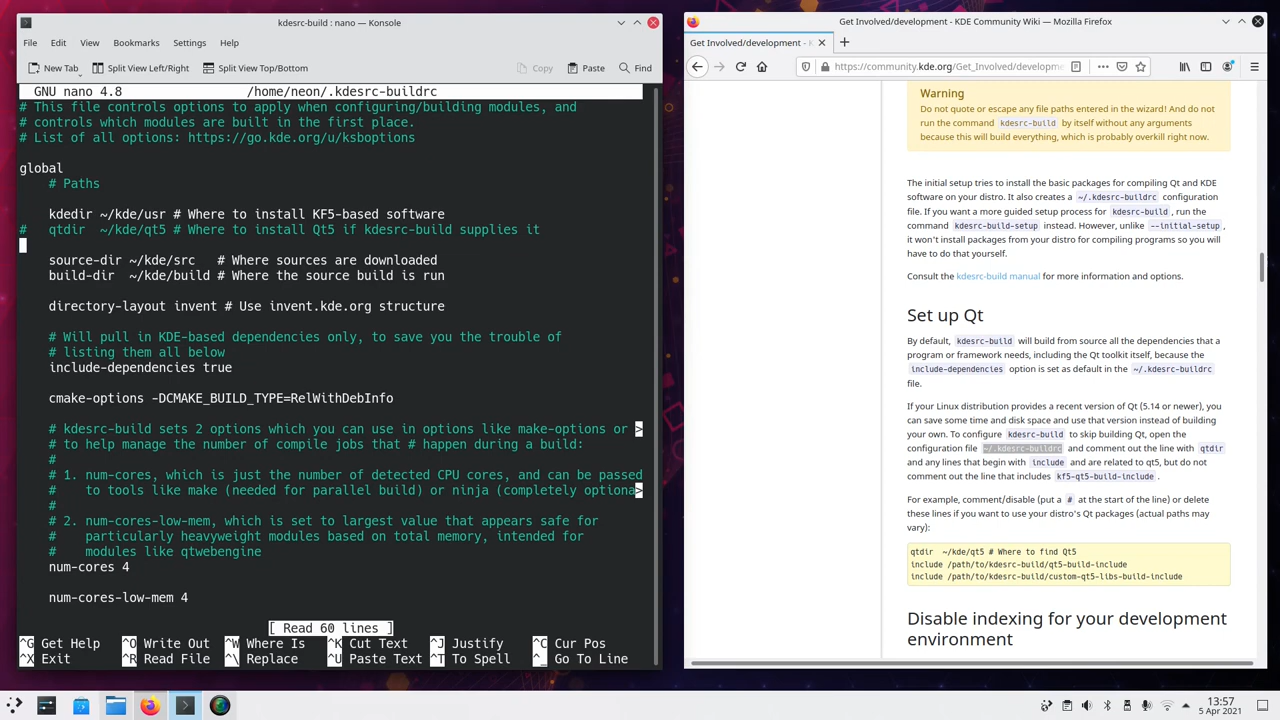 kdesrc-build : nano — Konsole
File Edit View Bookmarks Settings Help
New Tab Split View Left/Right Split View Top/Bottom Copy Paste Find
GNU nano 4.8 /home/neon/.kdesrc-buildrc
# This file controls options to apply when configuring/building modules, and
# controls which modules are built in the first place.
# List of all options: https://go.kde.org/u/ksboptions
global
# Paths
kdedir ~/kde/usr # Where to install KF5-based software
# qtdir ~/kde/qt5 # Where to install Qt5 if kdesrc-build supplies it
source-dir ~/kde/src # Where sources are downloaded
build-dir ~/kde/build # Where the source build is run
directory-layout invent # Use invent.kde.org structure
# Will pull in KDE-based dependencies only, to save you the trouble of
# listing them all below
include-dependencies true
cmake-options -DCMAKE_BUILD_TYPE=RelWithDebInfo
# kdesrc-build sets 2 options which you can use in options like make-options or >
# to help manage the number of compile jobs that # happen during a build:
#
# 1. num-cores, which is just the number of detected CPU cores, and can be passed
# to tools like make (needed for parallel build) or ninja (completely optiona>
#
# 2. num-cores-low-mem, which is set to largest value that appears safe for
# particularly heavyweight modules based on total memory, intended for
# modules like qtwebengine
num-cores 4
num-cores-low-mem 4
[ Read 60 lines ]
^G Get Help ^O Write Out ^W Where Is ^K Cut Text ^J Justify ^C Cur Pos
^X Exit ^R Read File ^\ Replace ^U Paste Text ^T To Spell ^_ Go To Line
Get Involved/development - KDE Community Wiki — Mozilla Firefox
Get Involved/development - K
https://community.kde.org/Get_Involved/developme
Warning
Do not quote or escape any file paths entered in the wizard! And do not
run the command kdesrc-build by itself without any arguments
because this will build everything, which is probably overkill right now.
The initial setup tries to install the basic packages for compiling Qt and KDE
software on your distro. It also creates a ~/.kdesrc-buildrc configuration
file. If you want a more guided setup process for kdesrc-build, run the
command kdesrc-build-setup instead. However, unlike --initial-setup,
it won't install packages from your distro for compiling programs so you will
have to do that yourself.
Consult the kdesrc-build manual for more information and options.
Set up Qt
By default, kdesrc-build will build from source all the dependencies that a
program or framework needs, including the Qt toolkit itself, because the
include-dependencies option is set as default in the ~/.kdesrc-buildrc
file.
If your Linux distribution provides a recent version of Qt (5.14 or newer), you
can save some time and disk space and use that version instead of building
your own. To configure kdesrc-build to skip building Qt, open the
configuration file ~/.kdesrc-buildrc and comment out the line with qtdir
and any lines that begin with include and are related to qt5, but do not
comment out the line that includes kf5-qt5-build-include.
For example, comment/disable (put a # at the start of the line) or delete
these lines if you want to use your distro's Qt packages (actual paths may
vary):
qtdir ~/kde/qt5 # Where to find Qt5
include /path/to/kdesrc-build/qt5-build-include
include /path/to/kdesrc-build/custom-qt5-libs-build-include
Disable indexing for your development
environment
13:57
5 Apr 2021